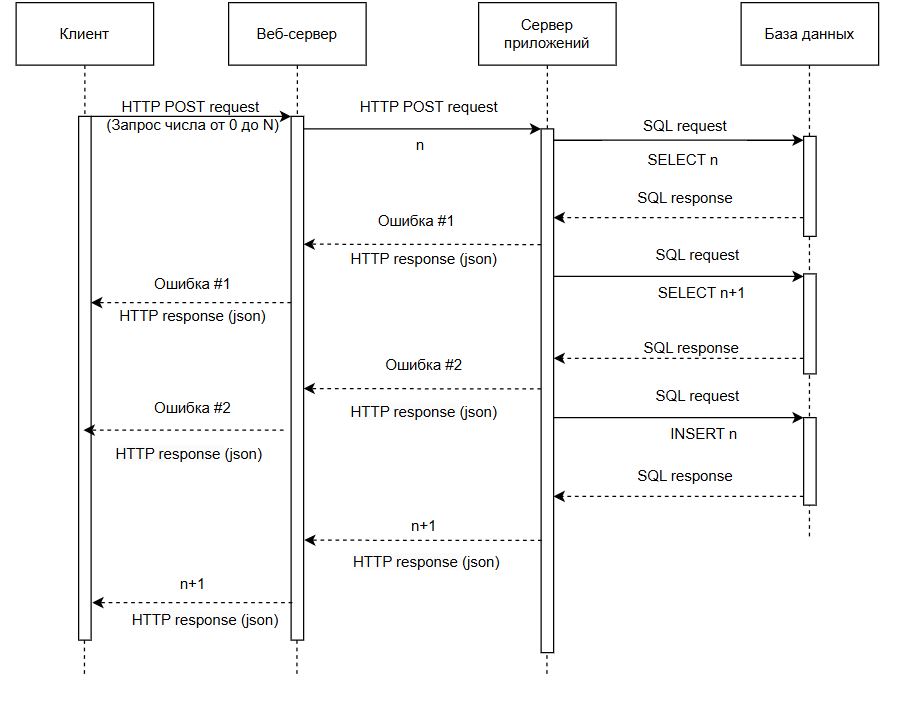 Клиент
Веб-сервер
Сервер
приложений
База данных
HTTP POST request
(Запрос числа от 0 до N)
HTTP POST request
n
SQL request
SELECT n
SQL response
Ошибка #1
HTTP response (json)
SQL request
SELECT n+1
Ошибка #1
HTTP response (json)
SQL response
Ошибка #2
HTTP response (json)
SQL request
INSERT n
Ошибка #2
HTTP response (json)
SQL response
n+1
HTTP response (json)
n+1
HTTP response (json)